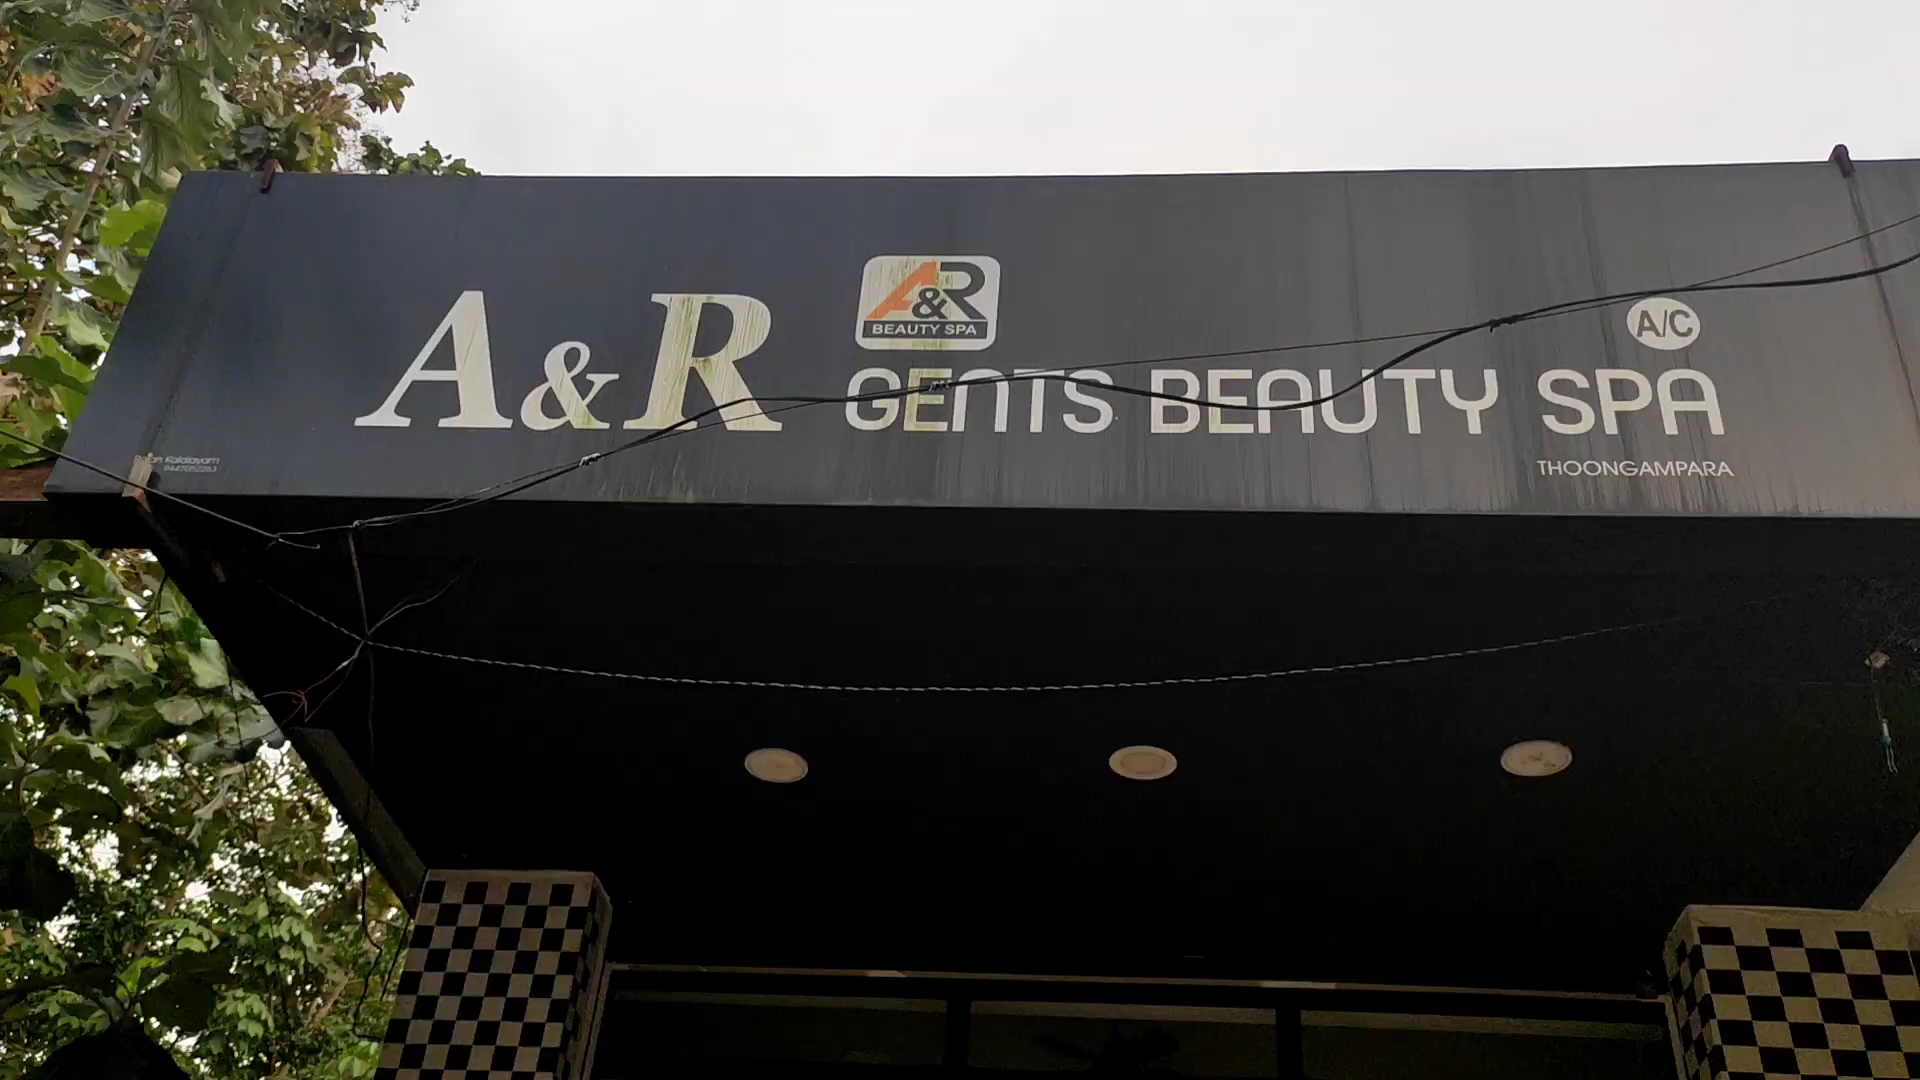 A&R
A&R
BEAUTY SPA
A/C
GENTS BEAUTY SPA
THOONGAMPARA